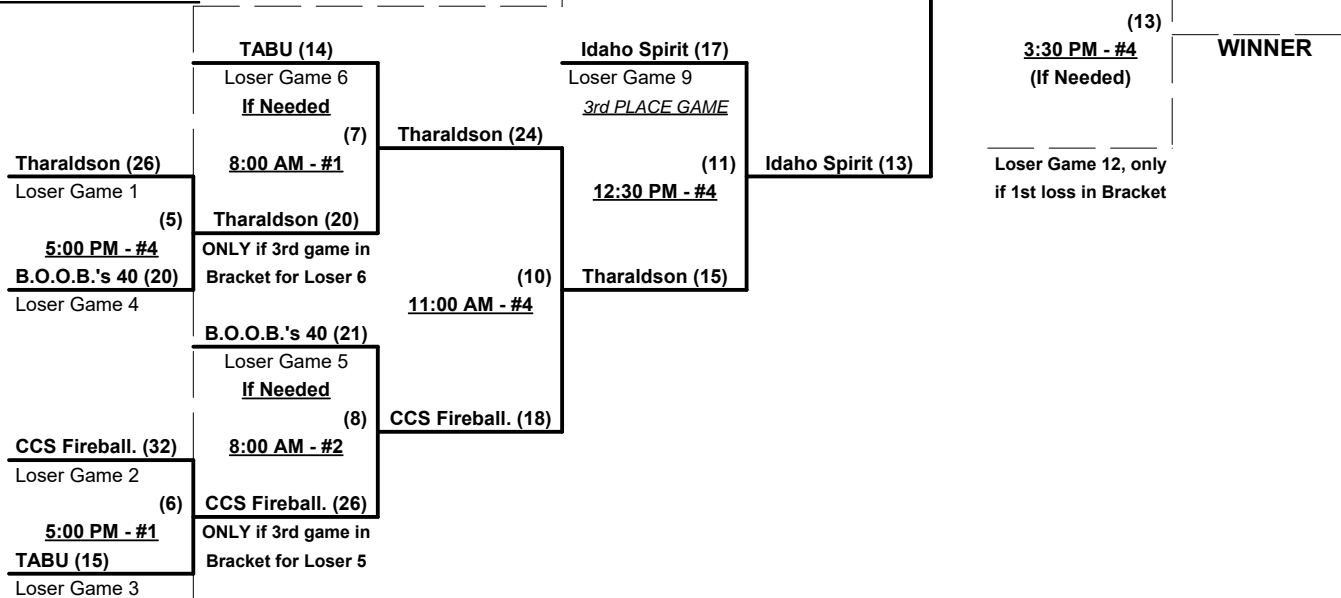 TABU (14)
Loser Game 6
If Needed
(7)
8:00 AM - #1
Tharaldson (26)
Loser Game 1
(5)
5:00 PM - #4
B.O.O.B.'s 40 (20)
Loser Game 4
Tharaldson (20)
ONLY if 3rd game in
Bracket for Loser 6
Tharaldson (24)
B.O.O.B.'s 40 (21)
Loser Game 5
If Needed
(8)
8:00 AM - #2
CCS Fireball. (32)
Loser Game 2
(6)
5:00 PM - #1
TABU (15)
Loser Game 3
CCS Fireball. (26)
ONLY if 3rd game in
Bracket for Loser 5
CCS Fireball. (18)
(10)
11:00 AM - #4
Idaho Spirit (17)
Loser Game 9
3rd PLACE GAME
(11)
12:30 PM - #4
Tharaldson (15)
Idaho Spirit (13)
(13)
3:30 PM - #4
(If Needed)
Loser Game 12, only
if 1st loss in Bracket
WINNER